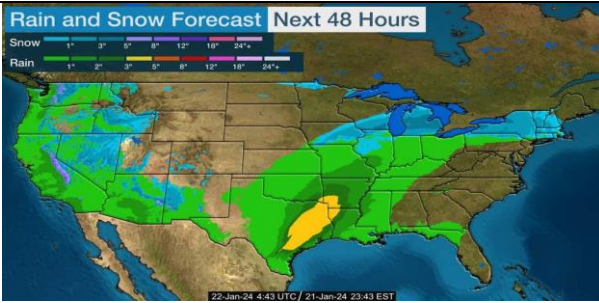 Rain and Snow Forecast Next 48 Hours
Snow 1" 3" 5" 8" 12" 18" 24"+
Rain 1" 2" 3" 5" 8" 12" 18" 24"+
22-Jan-24 4:43 UTC / 21-Jan-24 23:43 EST